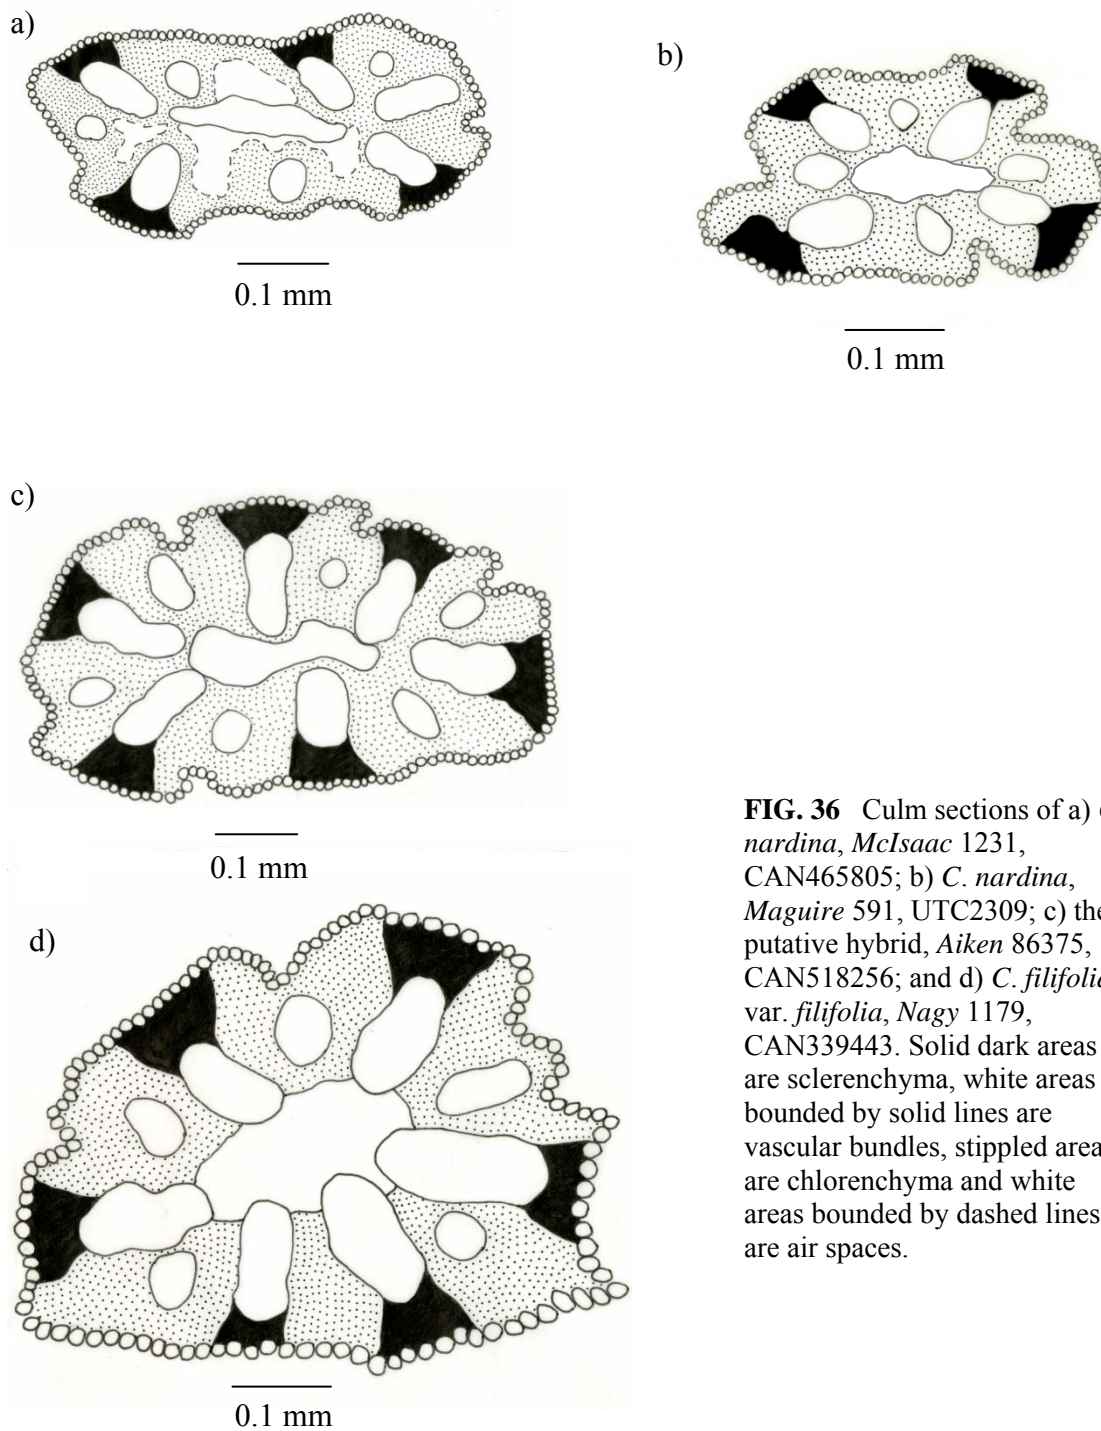 a)
b)
0.1 mm
0.1 mm
c)
0.1 mm
d)
0.1 mm
FIG. 36 Culm sections of a)
nardina, McIsaac 1231,
CAN465805; b) C. nardina,
Maguire 591, UTC2309; c) the
putative hybrid, Aiken 86375,
CAN518256; and d) C. filifolia
var. filifolia, Nagy 1179,
CAN339443. Solid dark areas
are sclerenchyma, white areas
bounded by solid lines are
vascular bundles, stippled area
are chlorenchyma and white
areas bounded by dashed lines
are air spaces.